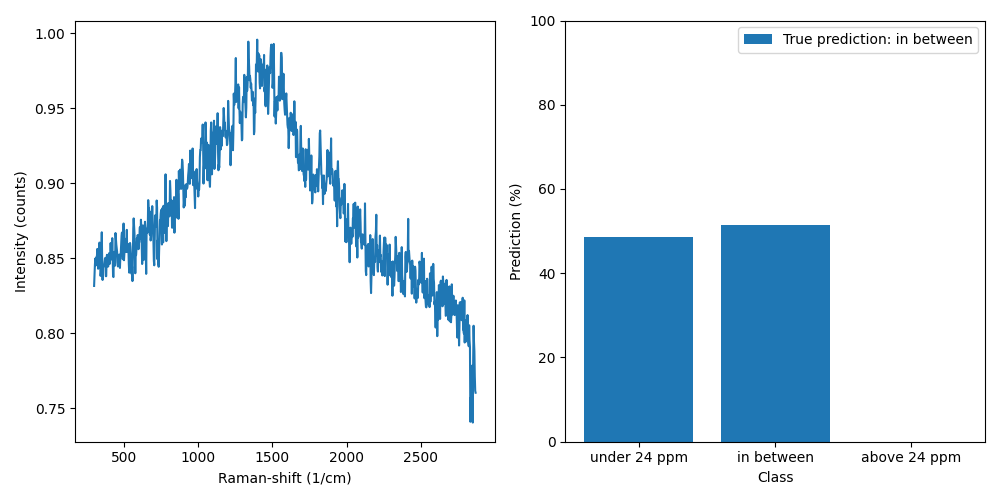 1.00
0.95
0.90
0.85
0.80
0.75
500 1000 1500 2000 2500
Raman-shift (1/cm)
Intensity (counts)
100
80
60
40
20
0
under 24 ppm in between above 24 ppm
Class
Prediction (%)
True prediction: in between